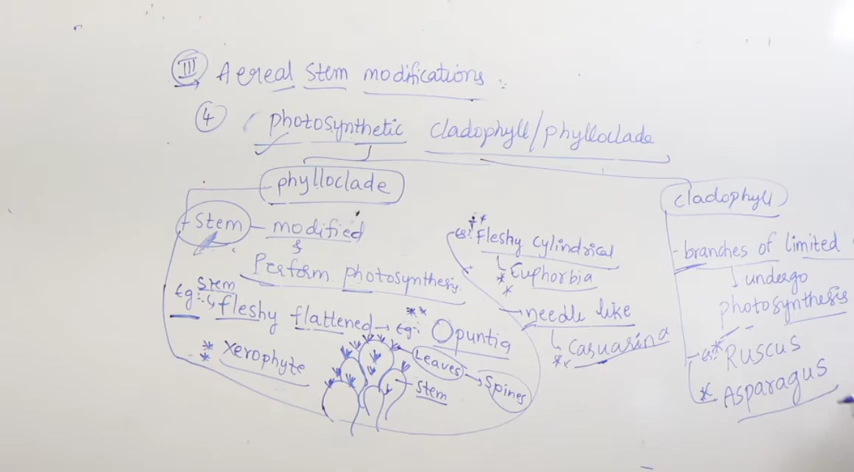 III Aereal Stem modifications :
4 photosynthetic cladophyll/phylloclade
phylloclade
Stem - modified
&
Perform photosynthesis
Stem
Eg: fleshy flattened → eg: Opuntia
** Xerophyte
Leaves → Spines
stem
eg: Fleshy cylindrical
** Euphorbia
needle like
** Casuarina
cladophyll
- branches of limited
undergo
photosynthesis
eg: * Ruscus
* Asparagus